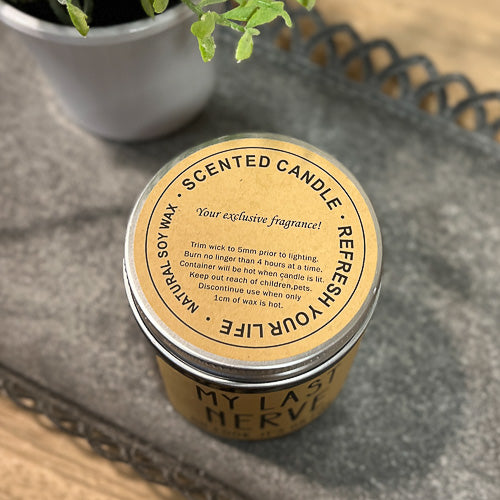 · SCENTED CANDLE · REFRESH YOUR LIFE · NATURAL SOY WAX
Your exclusive fragrance!
Trim wick to 5mm prior to lighting.
Burn no linger than 4 hours at a time.
Container will be hot when candle is lit.
Keep out reach of children,pets.
Discontinue use when only
1cm of wax is hot.
MY LAST
NERVE